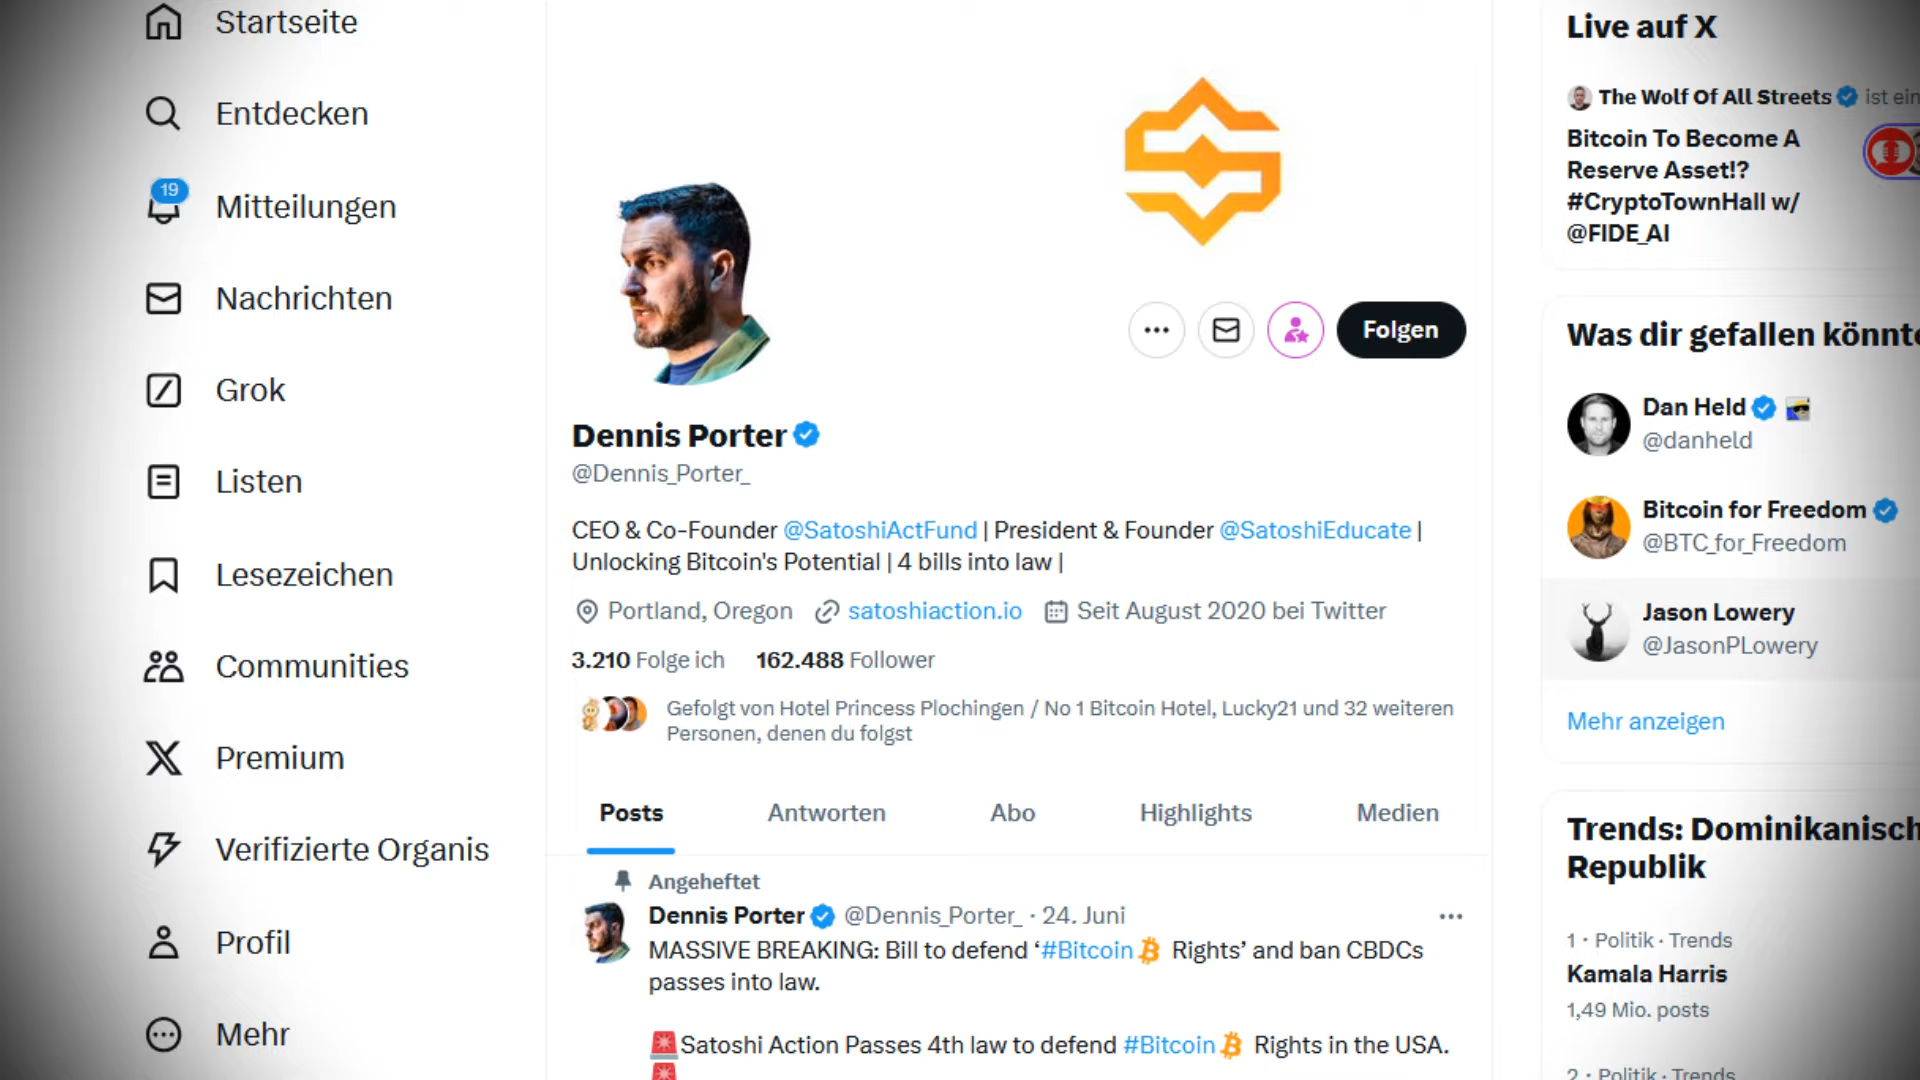 Startseite
Entdecken
19
Mitteilungen
Nachrichten
Grok
Listen
Lesezeichen
Communities
Premium
Verifizierte Organis
Profil
Mehr
Folgen
Dennis Porter
@Dennis_Porter_
CEO & Co-Founder @SatoshiActFund | President & Founder @SatoshiEducate |
Unlocking Bitcoin's Potential | 4 bills into law |
Portland, Oregon satoshiaction.io Seit August 2020 bei Twitter
3.210 Folge ich 162.488 Follower
Gefolgt von Hotel Princess Plochingen / No 1 Bitcoin Hotel, Lucky21 und 32 weiteren
Personen, denen du folgst
Posts Antworten Abo Highlights Medien
Angeheftet
Dennis Porter @Dennis_Porter_ · 24. Juni
MASSIVE BREAKING: Bill to defend ‘#Bitcoin Rights’ and ban CBDCs
passes into law.
🚨Satoshi Action Passes 4th law to defend #Bitcoin Rights in the USA.
🚨
Live auf X
The Wolf Of All Streets ist ein
Bitcoin To Become A
Reserve Asset!?
#CryptoTownHall w/
@FIDE_AI
Was dir gefallen könnte
Dan Held
@danheld
Bitcoin for Freedom
@BTC_for_Freedom
Jason Lowery
@JasonPLowery
Mehr anzeigen
Trends: Dominikanisch
Republik
1 · Politik · Trends
Kamala Harris
1,49 Mio. posts
2 · Politik · Trends